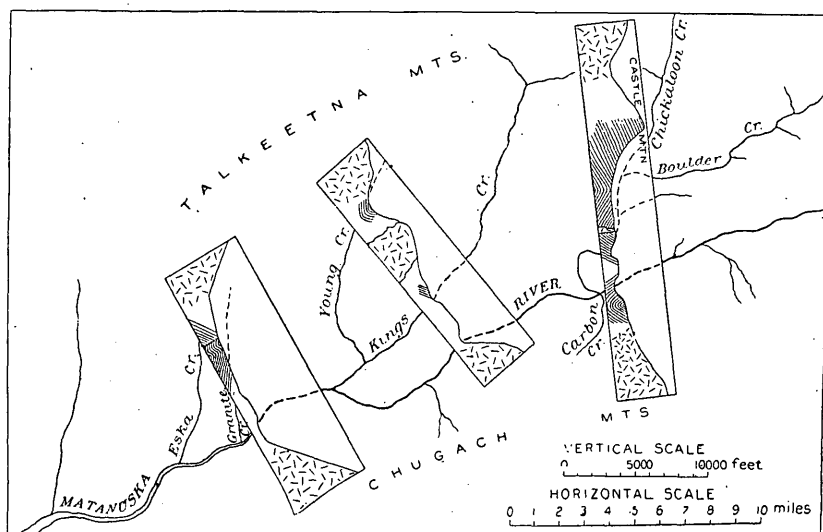 TALKEETNA MTS.
CASTLE MTN
Chickaloon Cr.
Boulder Cr.
Cr.
Young Cr.
Kings
RIVER
Carbon Cr.
Eska Cr.
Granite Cr.
MATANUSKA
CHUGACH MTS
VERTICAL SCALE
0 5000 10000 feet
HORIZONTAL SCALE
0 1 2 3 4 5 6 7 8 9 10 miles